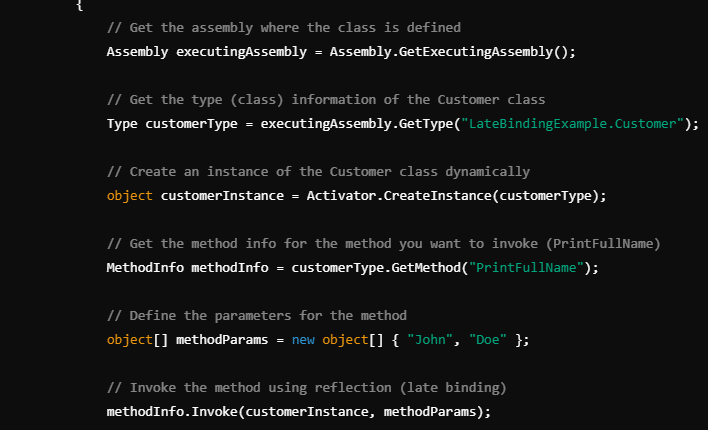 {
// Get the assembly where the class is defined
Assembly executingAssembly = Assembly.GetExecutingAssembly();
// Get the type (class) information of the Customer class
Type customerType = executingAssembly.GetType("LateBindingExample.Customer");
// Create an instance of the Customer class dynamically
object customerInstance = Activator.CreateInstance(customerType);
// Get the method info for the method you want to invoke (PrintFullName)
MethodInfo methodInfo = customerType.GetMethod("PrintFullName");
// Define the parameters for the method
object[] methodParams = new object[] { "John", "Doe" };
// Invoke the method using reflection (late binding)
methodInfo.Invoke(customerInstance, methodParams);